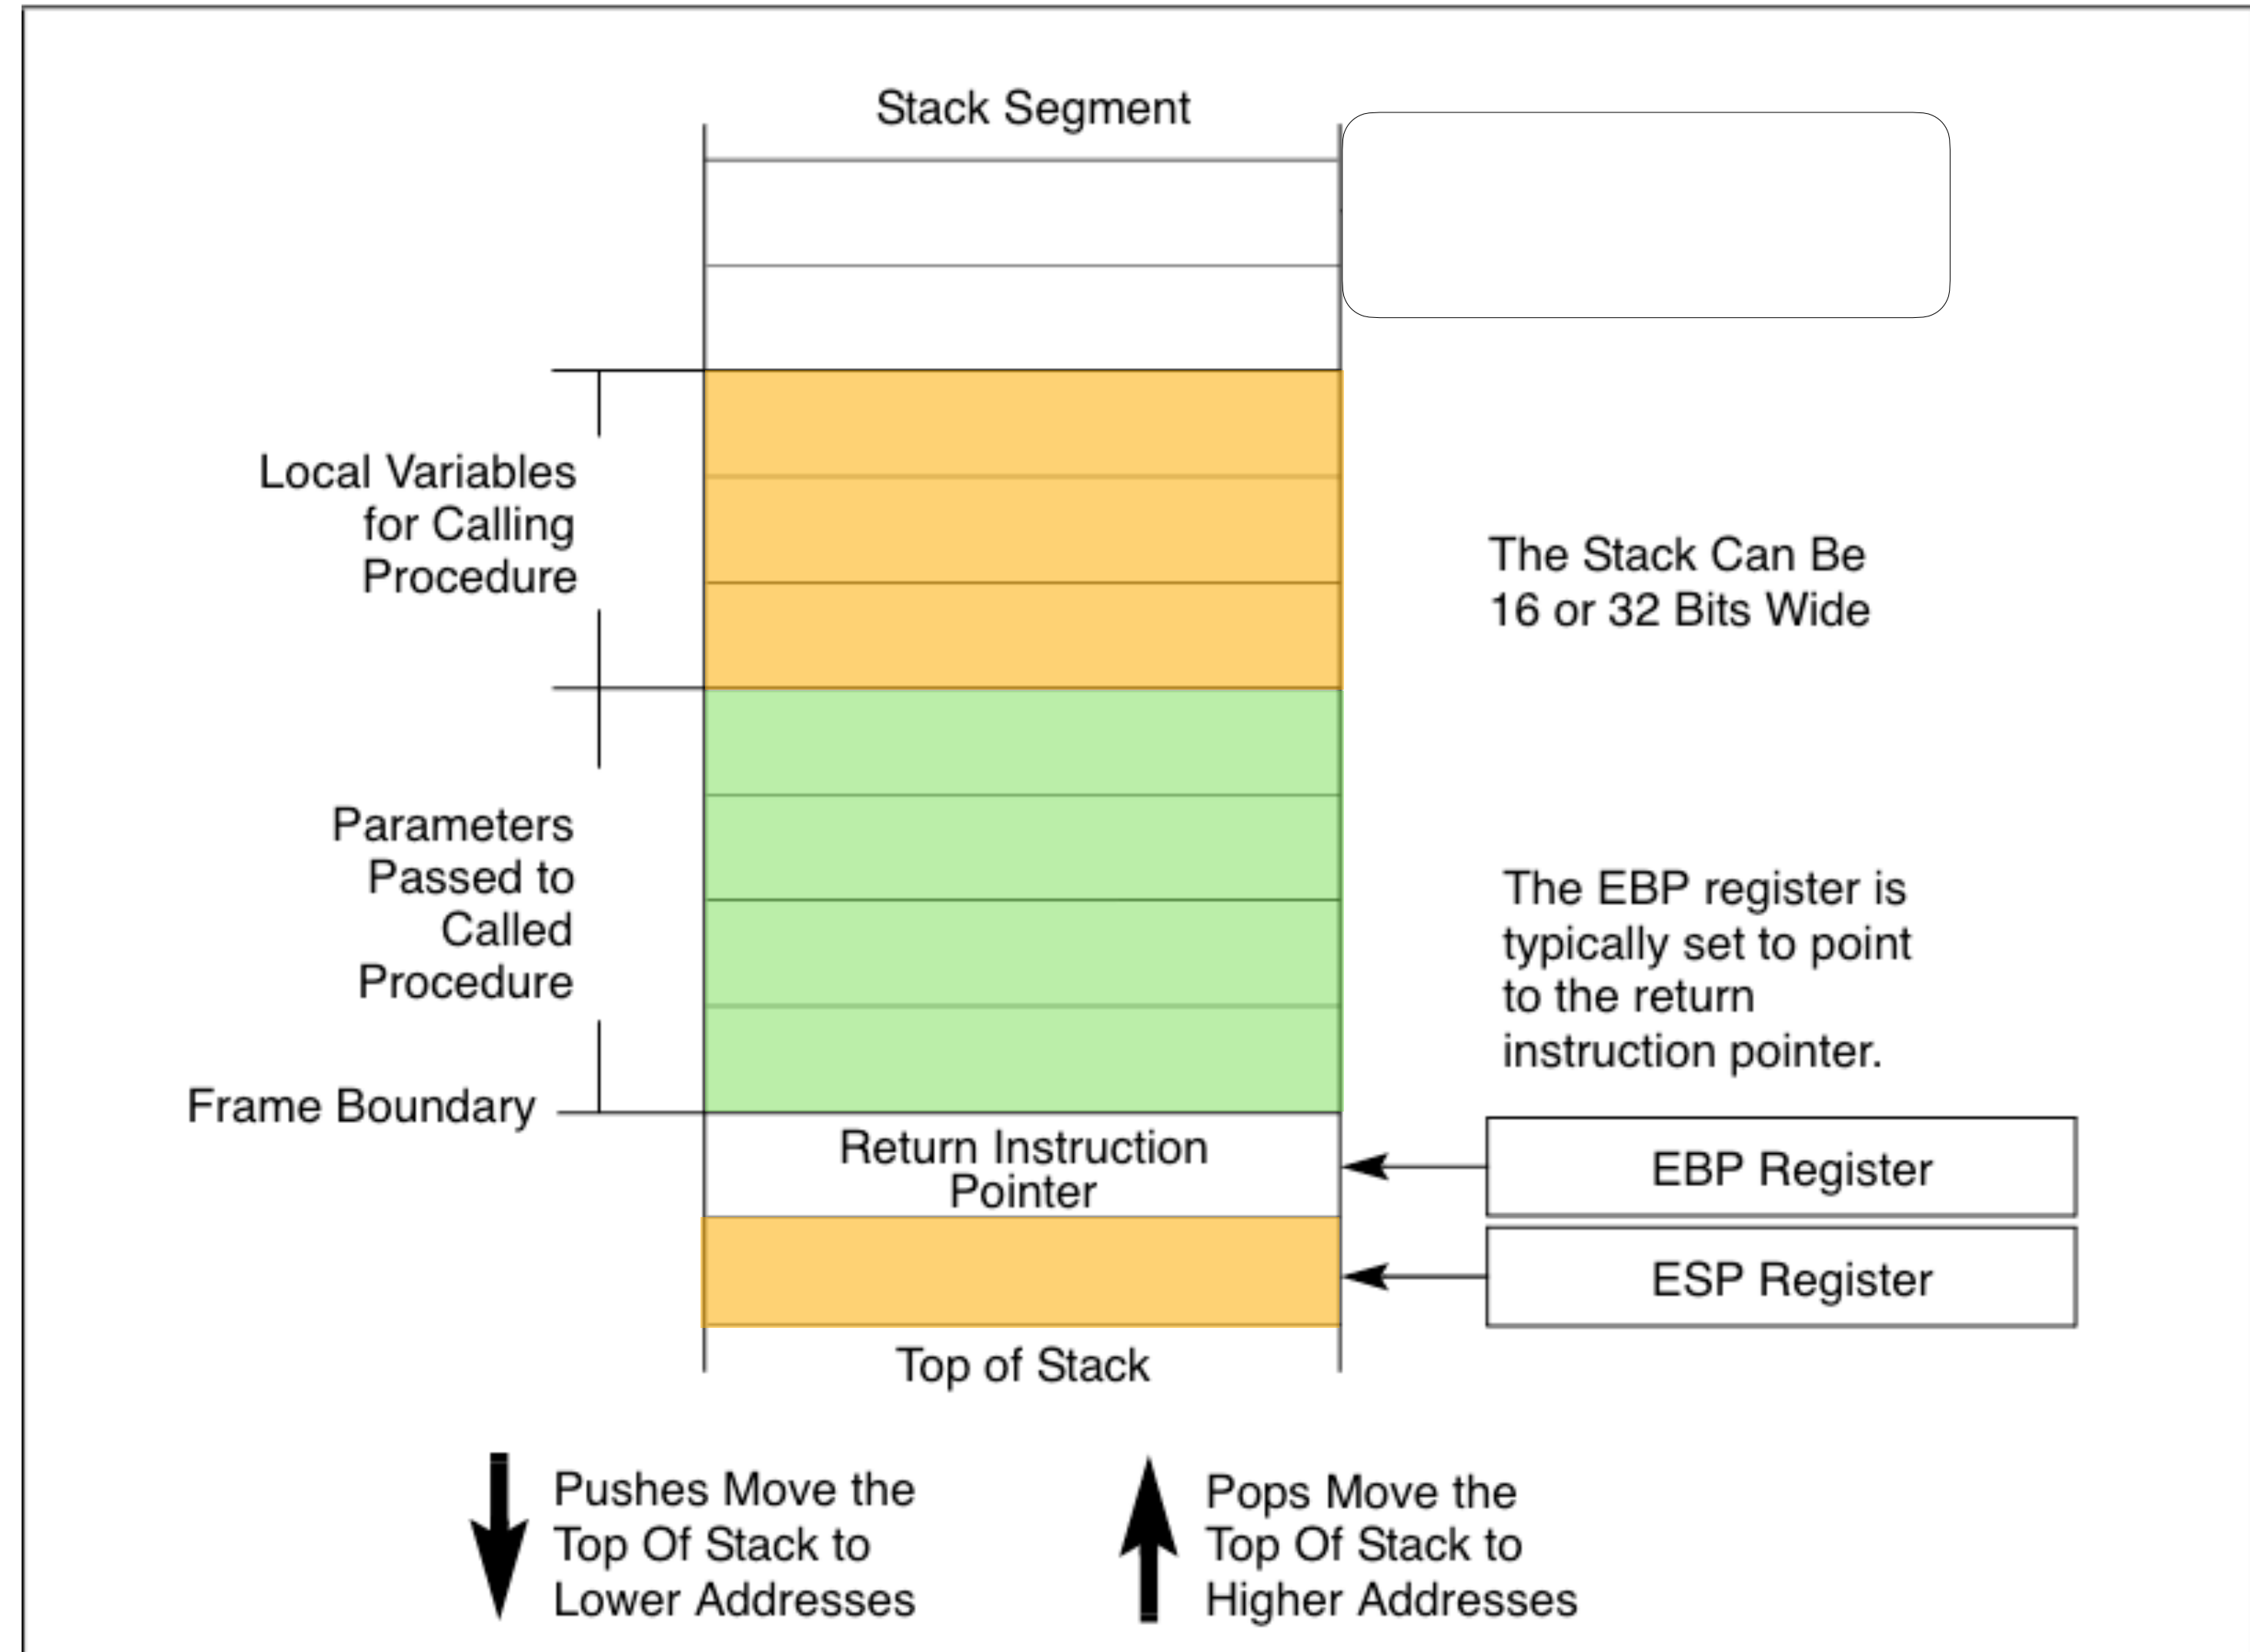 Stack Segment
Local Variables
for Calling
Procedure
The Stack Can Be
16 or 32 Bits Wide
Parameters
Passed to
Called
Procedure
The EBP register is
typically set to point
to the return
instruction pointer.
Frame Boundary
Return Instruction
Pointer
EBP Register
ESP Register
Top of Stack
Pushes Move the
Top Of Stack to
Lower Addresses
Pops Move the
Top Of Stack to
Higher Addresses